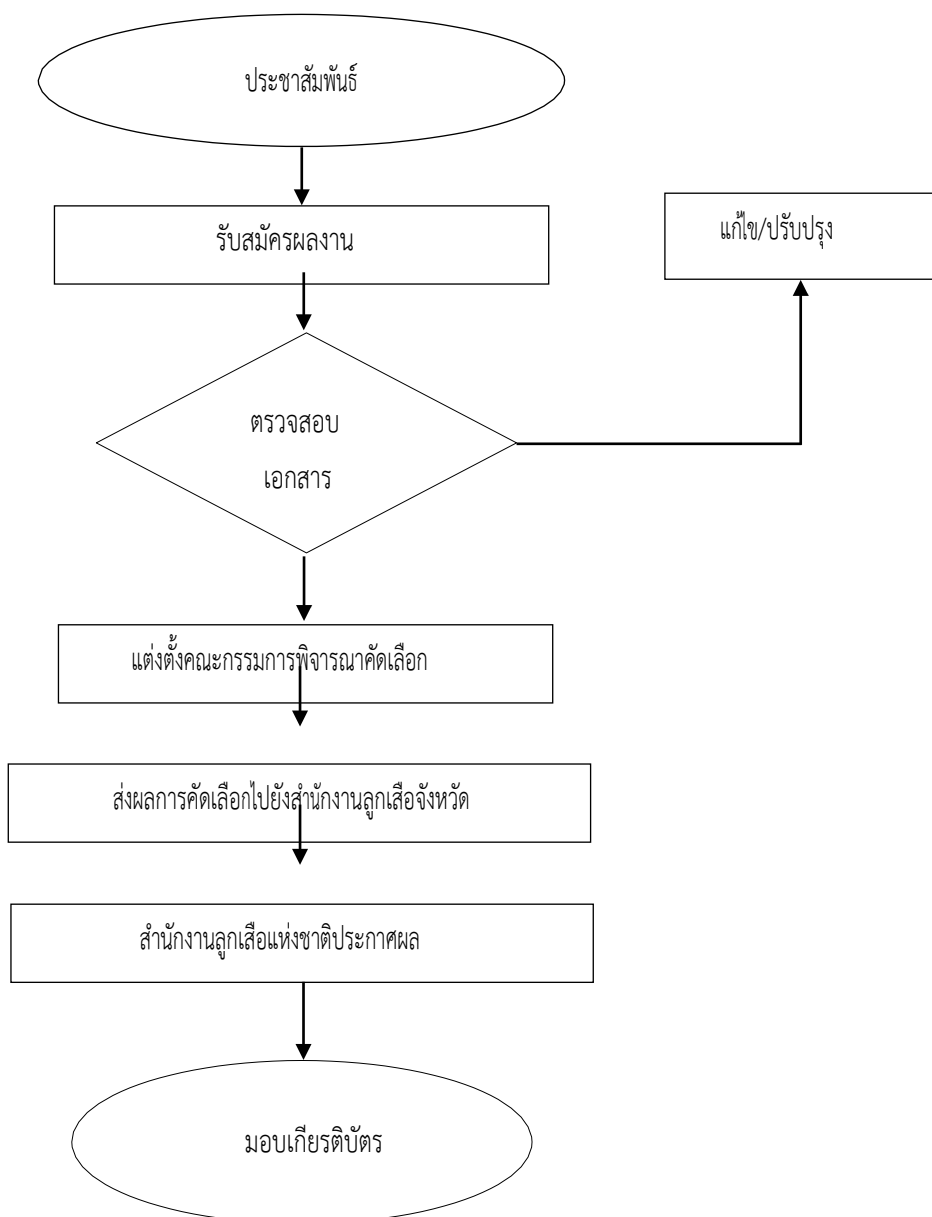 ประชาสัมพันธ์
รับสมัครผลงาน
แก้ไข/ปรับปรุง
ตรวจสอบ
เอกสาร
แต่งตั้งคณะกรรมการพิจารณาคัดเลือก
ส่งผลการคัดเลือกไปยังสำนักงานลูกเสือจังหวัด
สำนักงานลูกเสือแห่งชาติประกาศผล
มอบเกียรติบัตร